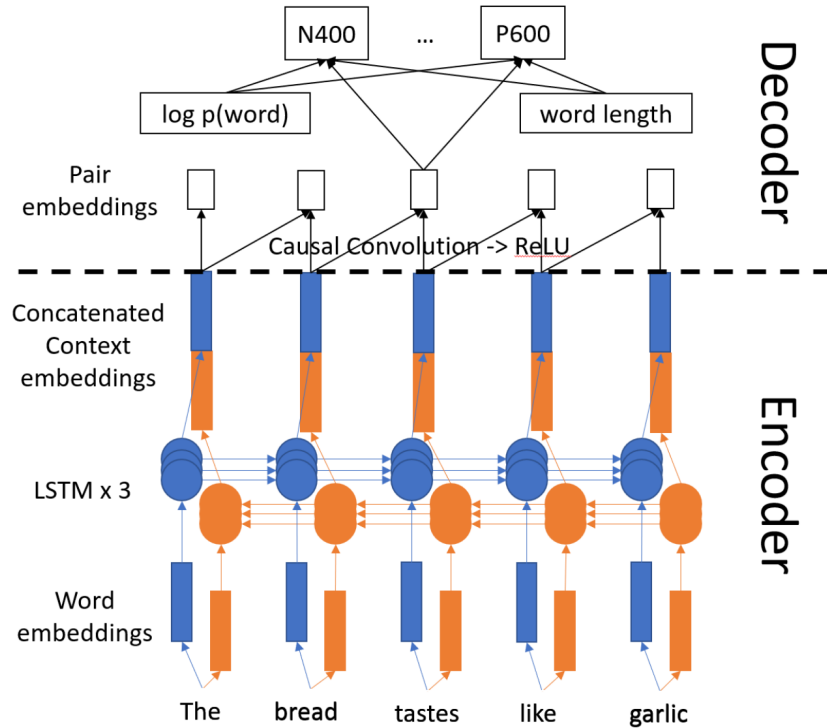 N400 ... P600
log p(word) word length
Pair
embeddings
Causal Convolution -> ReLU
Decoder
Concatenated
Context
embeddings
LSTM x 3
Encoder
Word
embeddings
The bread tastes like garlic